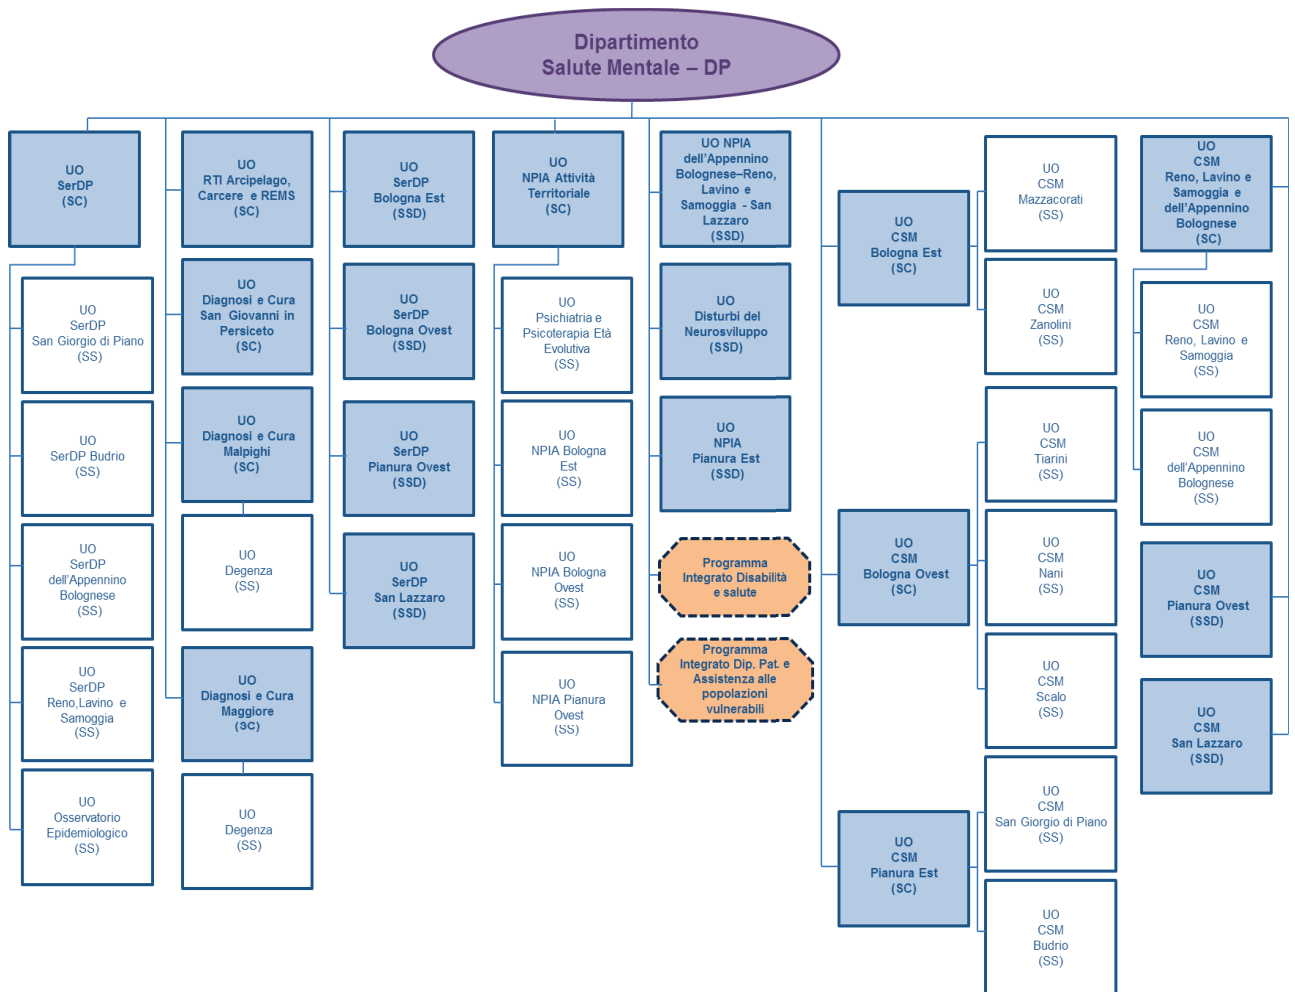 Dipartimento
Salute Mentale – DP
UO
SerDP
(SC)
UO
SerDP
San Giorgio di Piano
(SS)
UO
SerDP Budrio
(SS)
UO
SerDP
dell'Appennino
Bolognese
(SS)
UO
SerDP
Reno,Lavino e
Samoggia
(SS)
UO
Osservatorio
Epidemiologico
(SS)
UO
RTI Arcipelago,
Carcere e REMS
(SC)
UO
Diagnosi e Cura
San Giovanni in
Persiceto
(SC)
UO
Diagnosi e Cura
Malpighi
(SC)
UO
Degenza
(SS)
UO
Diagnosi e Cura
Maggiore
(SC)
UO
Degenza
(SS)
UO
SerDP
Bologna Est
(SSD)
UO
SerDP
Bologna Ovest
(SSD)
UO
SerDP
Pianura Ovest
(SSD)
UO
SerDP
San Lazzaro
(SSD)
UO
NPIA Attività
Territoriale
(SC)
UO
Psichiatria e
Psicoterapia Età
Evolutiva
(SS)
UO
NPIA Bologna
Est
(SS)
UO
NPIA Bologna
Ovest
(SS)
UO
NPIA Pianura
Ovest
(SS)
UO NPIA
dell'Appennino
Bolognese–Reno,
Lavino e
Samoggia - San
Lazzaro
(SSD)
UO
Disturbi del
Neurosviluppo
(SSD)
UO
NPIA
Pianura Est
(SSD)
Programma
Integrato Disabilità
e salute
Programma
Integrato Dip. Pat. e
Assistenza alle
popolazioni
vulnerabili
UO
CSM
Bologna Est
(SC)
UO
CSM
Mazzacorati
(SS)
UO
CSM
Zanolini
(SS)
UO
CSM
Bologna Ovest
(SC)
UO
CSM
Tiarini
(SS)
UO
CSM
Nani
(SS)
UO
CSM
Scalo
(SS)
UO
CSM
Pianura Est
(SC)
UO
CSM
San Giorgio di Piano
(SS)
UO
CSM
Budrio
(SS)
UO
CSM
Reno, Lavino e
Samoggia e
dell'Appennino
Bolognese
(SC)
UO
CSM
Reno, Lavino e
Samoggia
(SS)
UO
CSM
dell'Appennino
Bolognese
(SS)
UO
CSM
Pianura Ovest
(SSD)
UO
CSM
San Lazzaro
(SSD)